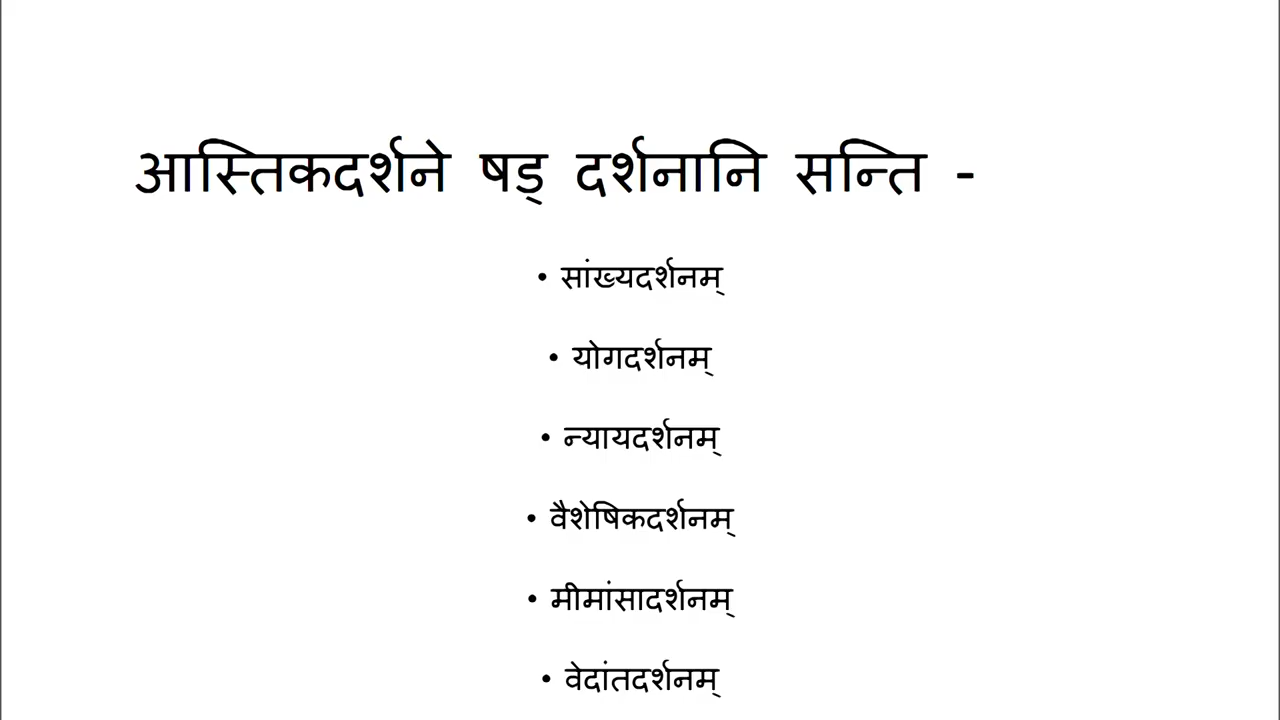 आस्तिकदर्शने षड् दर्शनानि सन्ति -
• सांख्यदर्शनम्
• योगदर्शनम्
• न्यायदर्शनम्
• वैशेषिकदर्शनम्
• मीमांसादर्शनम्
• वेदांतदर्शनम्